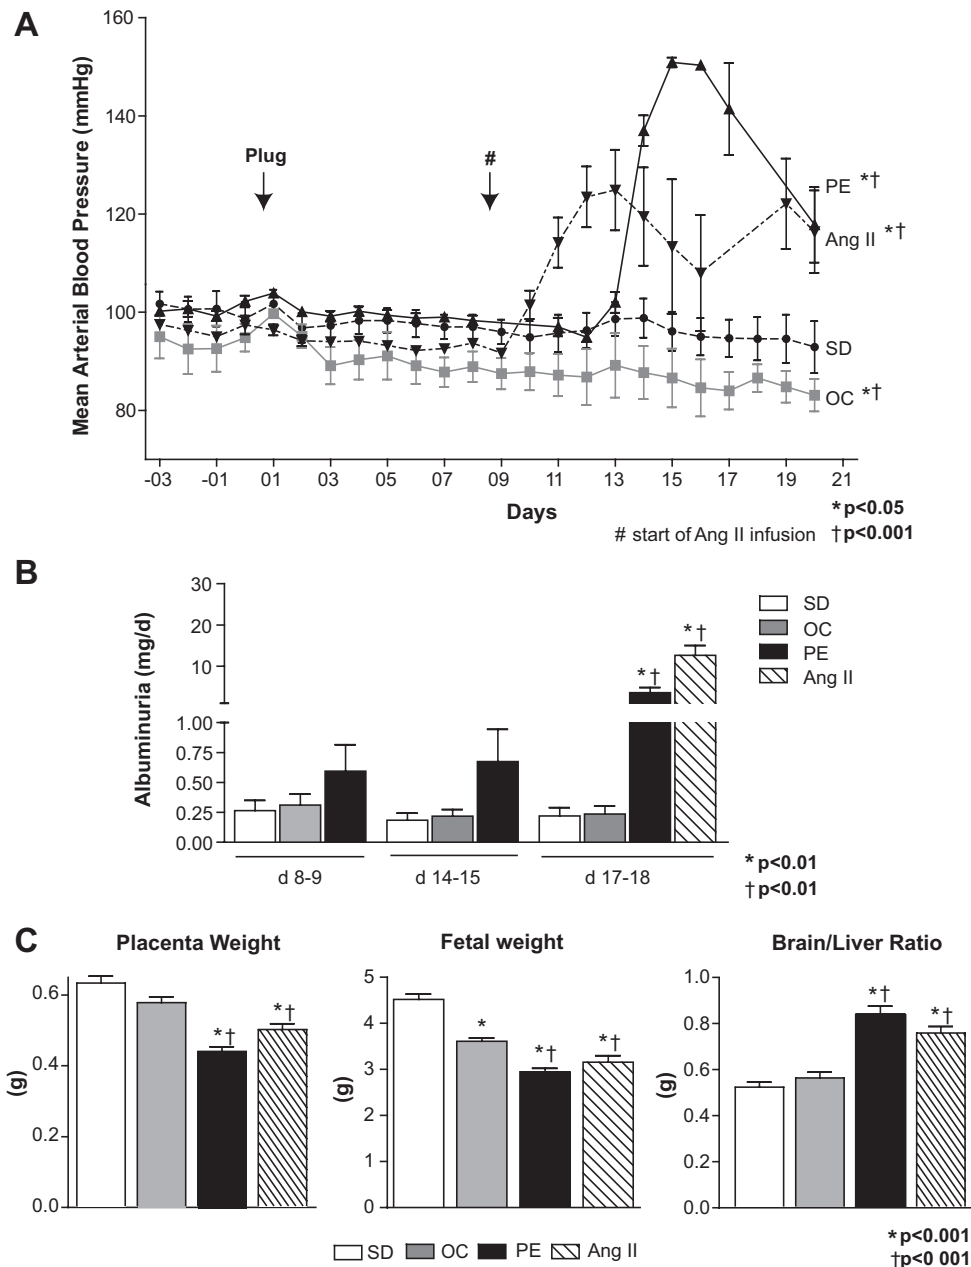 A
Mean Arterial Blood Pressure (mmHg)
160
140
120
100
80
Plug
#
PE *†
Ang II *†
SD
OC *†
-03 -01 01 03 05 07 09 11 13 15 17 19 21
Days
*p<0.05
# start of Ang II infusion †p<0.001
B
Albuminuria (mg/d)
30
20
10
1.00
0.75
0.50
0.25
0.00
*†
*†
SD
OC
PE
Ang II
d 8-9 d 14-15 d 17-18
*p<0.01
†p<0.01
C
Placenta Weight
(g)
0.6
0.4
0.2
0.0
*†
*†
Fetal weight
(g)
5
4
3
2
1
0
*
*†
*†
Brain/Liver Ratio
(g)
1.0
0.8
0.6
0.4
0.2
0.0
*†
*†
SD OC PE Ang II
*p<0.001
†p<0 001